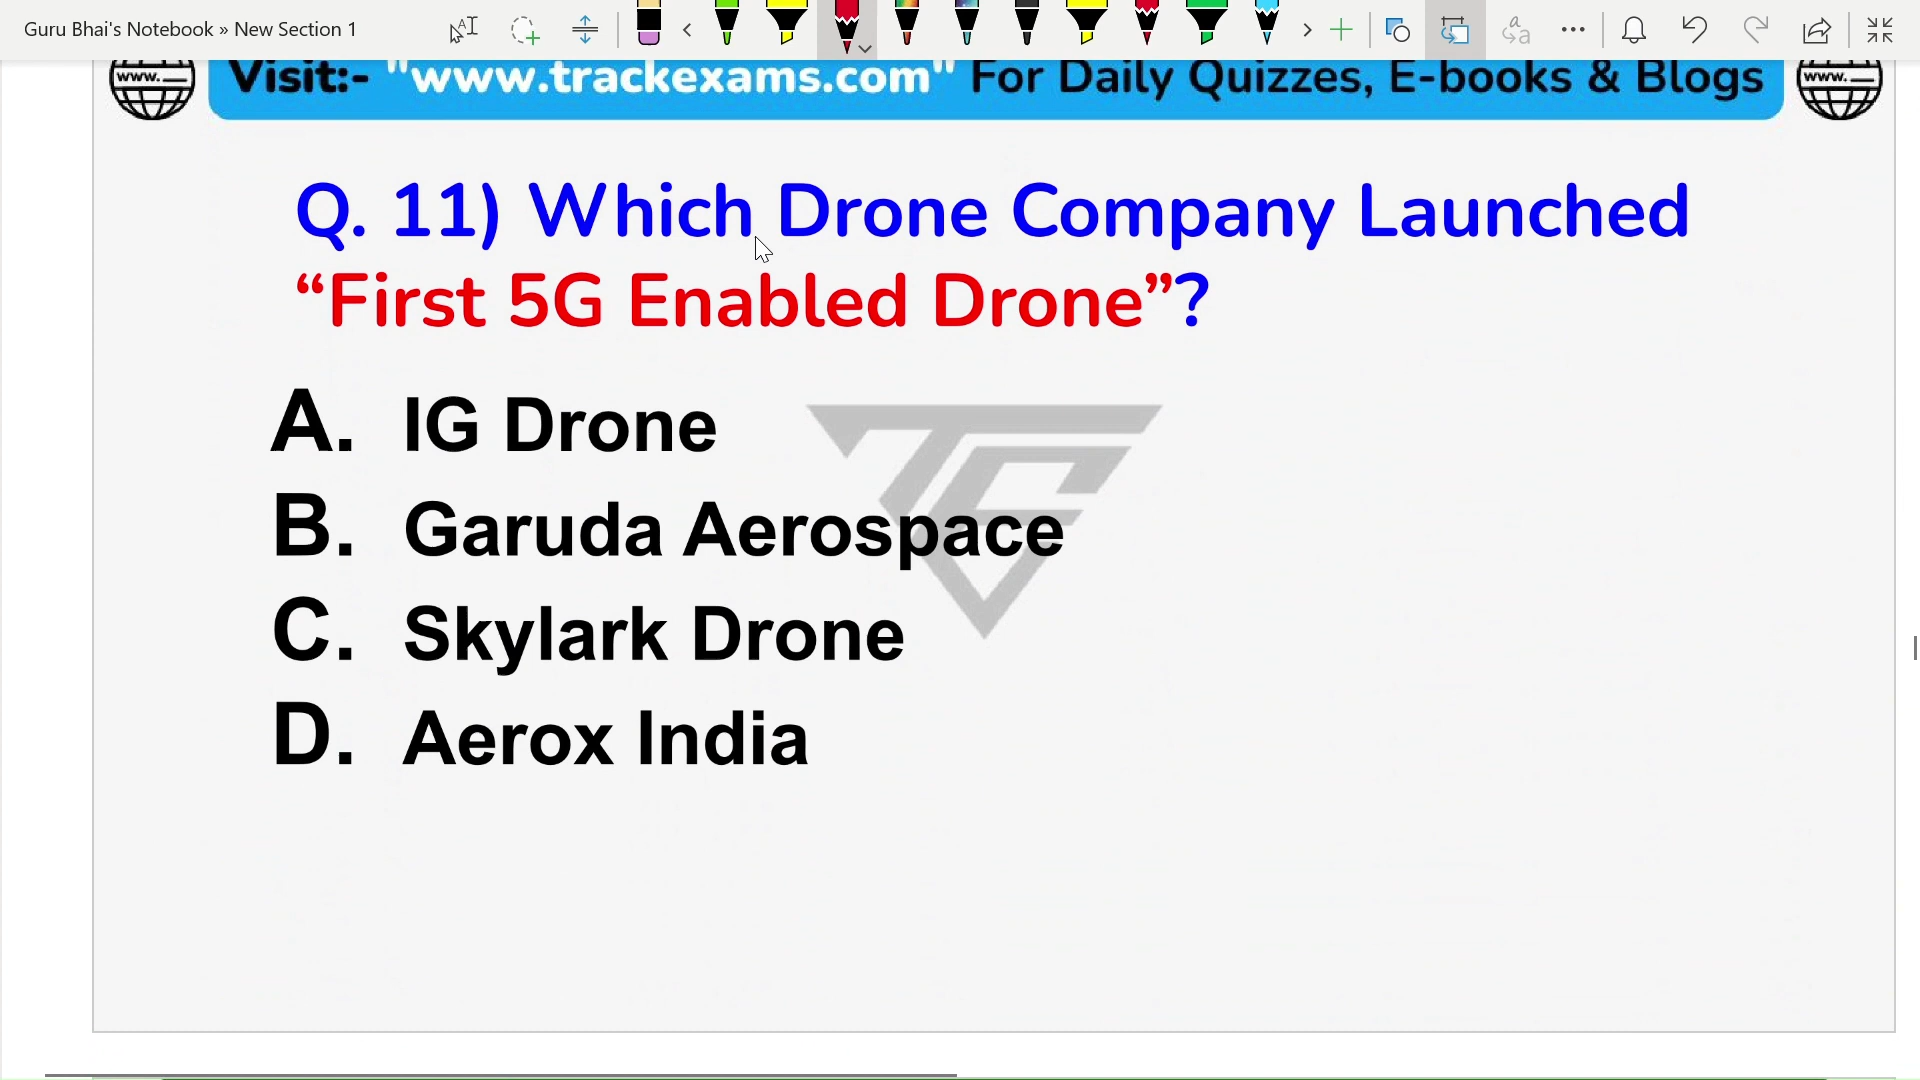 Guru Bhai's Notebook » New Section 1
www.
Visit:- "www.trackexams.com" For Daily Quizzes, E-books & Blogs
www.
Q. 11) Which Drone Company Launched
“First 5G Enabled Drone”?
A. IG Drone
B. Garuda Aerospace
C. Skylark Drone
D. Aerox India